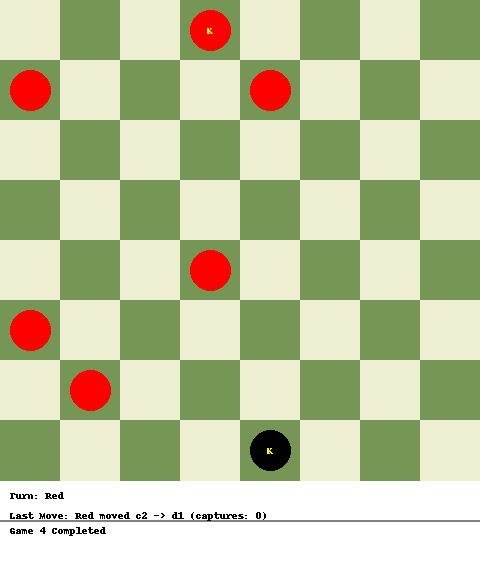 K
K
Turn: Red
Last Move: Red moved c2 -> d1 (captures: 0)
Game 4 Completed